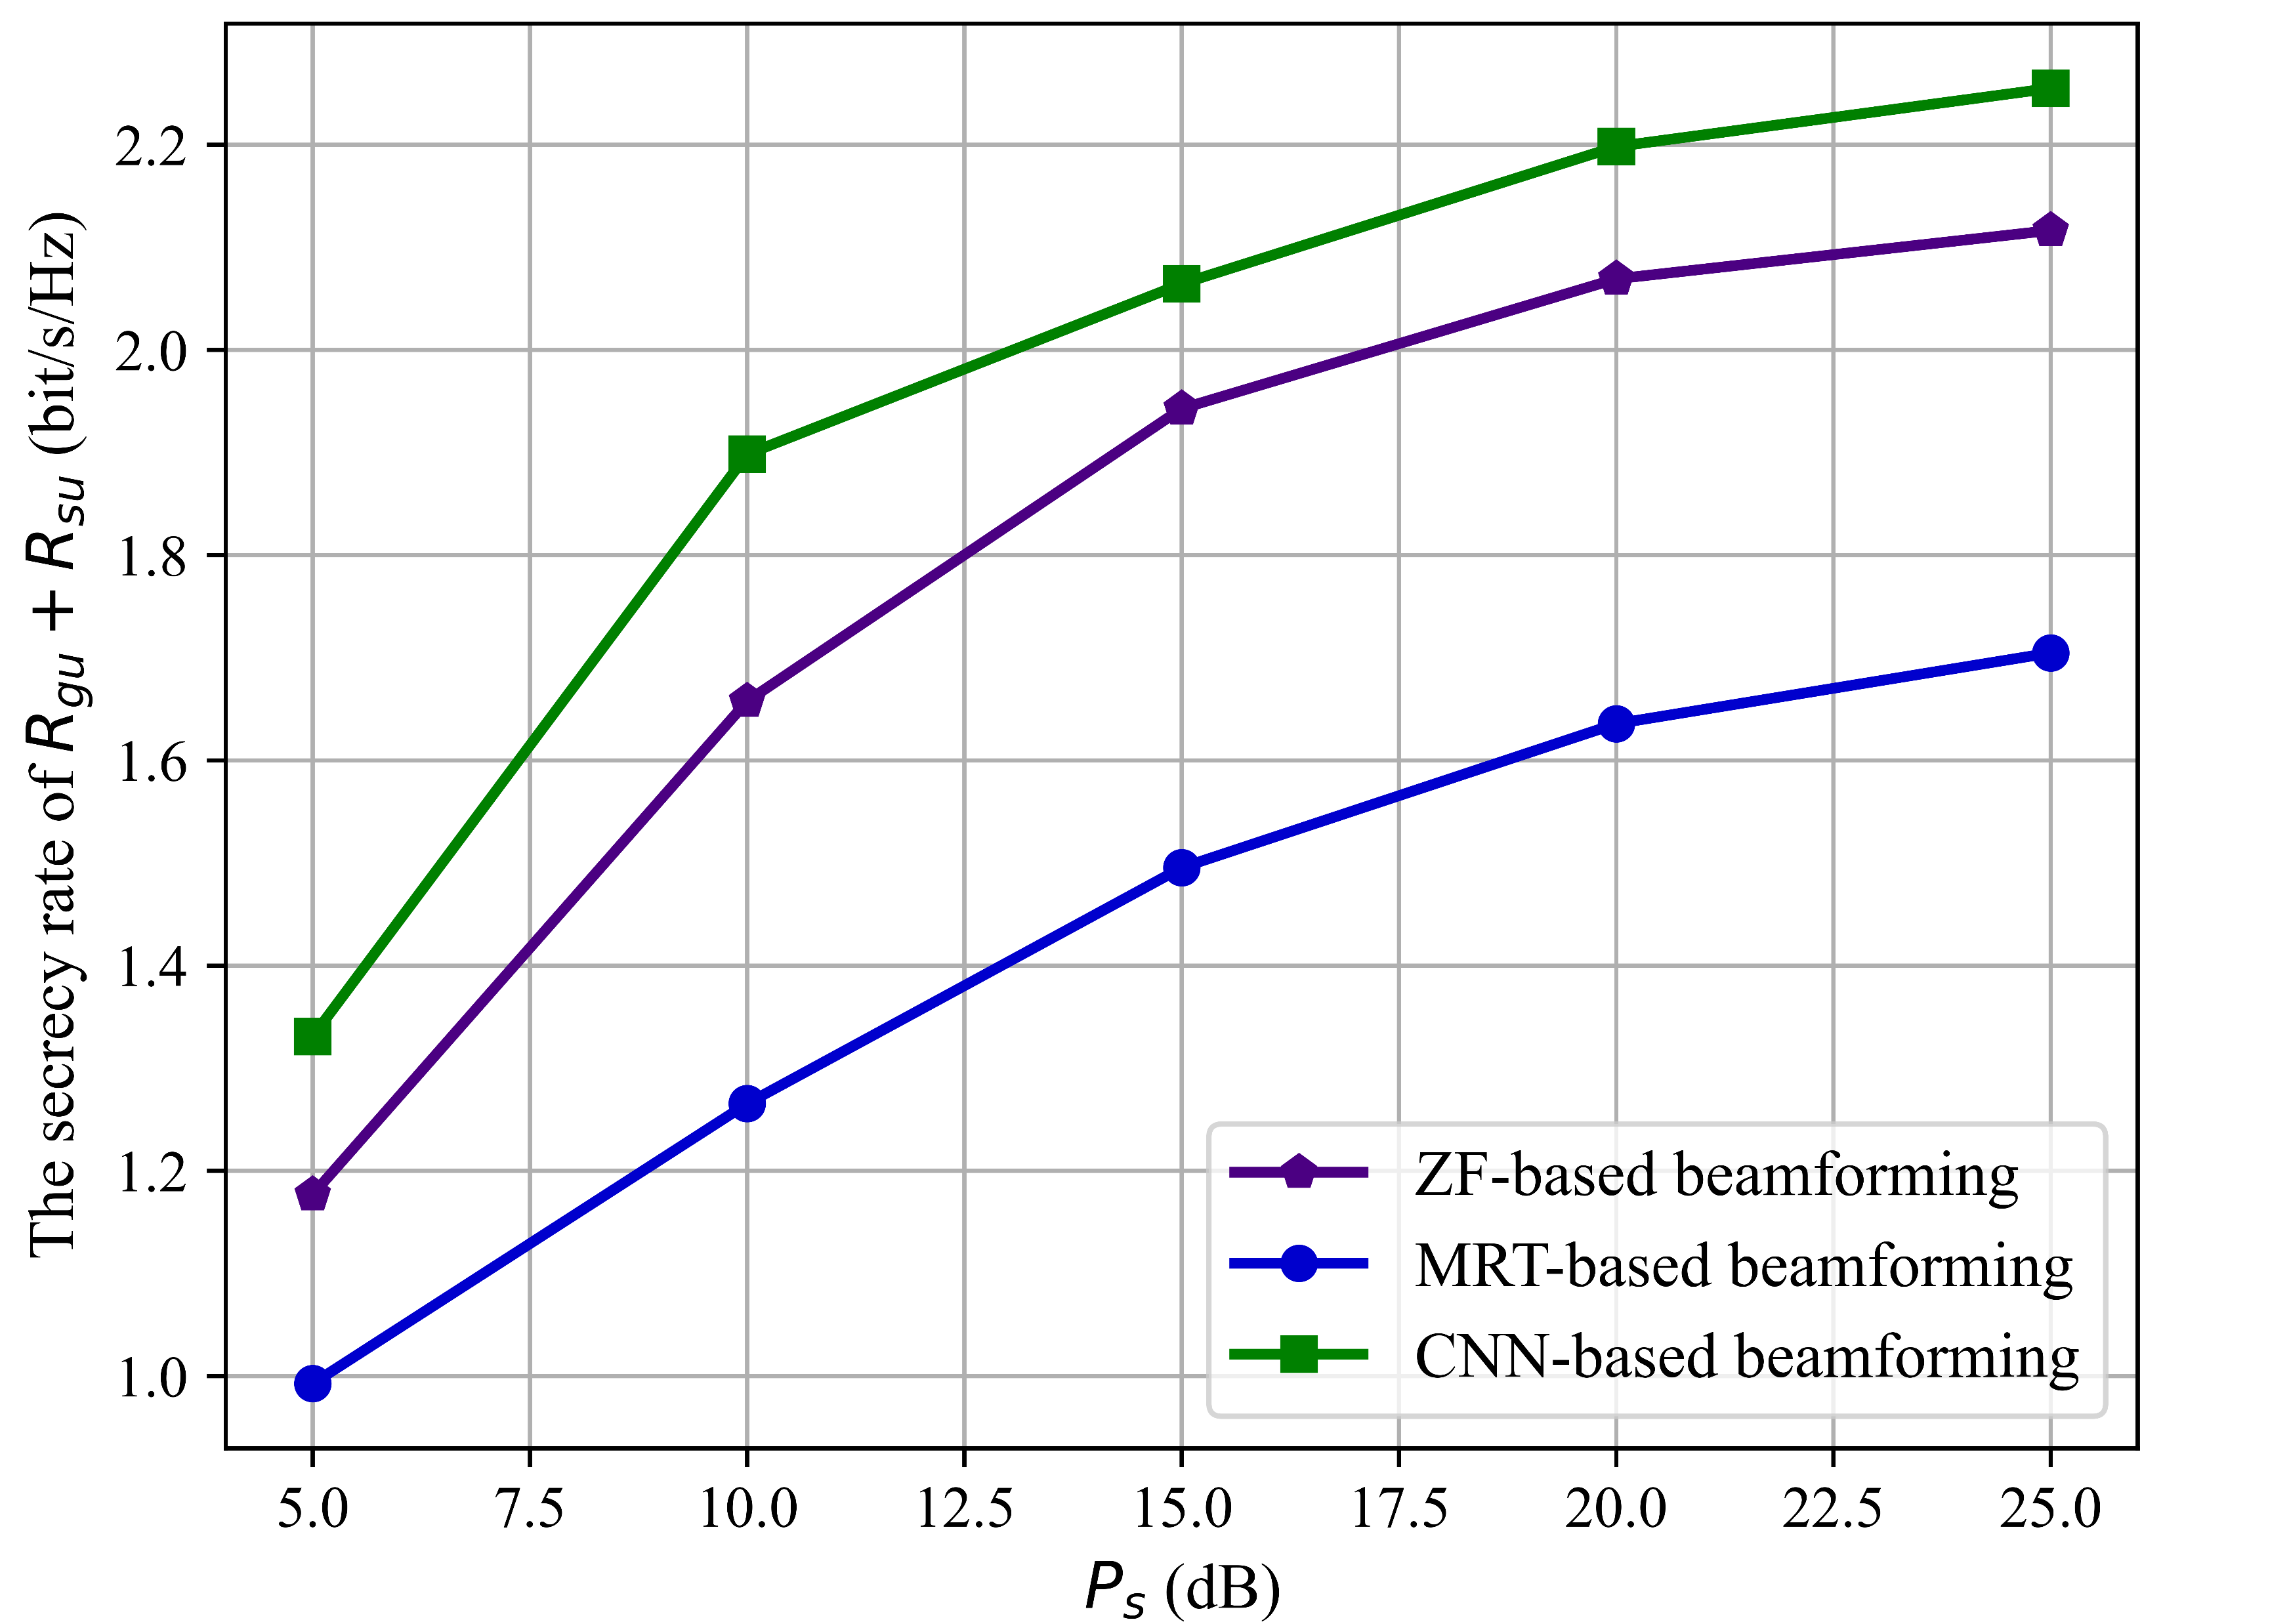 The secrecy rate of R_gu + R_su (bit/s/Hz)
2.2
2.0
1.8
1.6
1.4
1.2
1.0
ZF-based beamforming
MRT-based beamforming
CNN-based beamforming
5.0 7.5 10.0 12.5 15.0 17.5 20.0 22.5 25.0
P_s (dB)